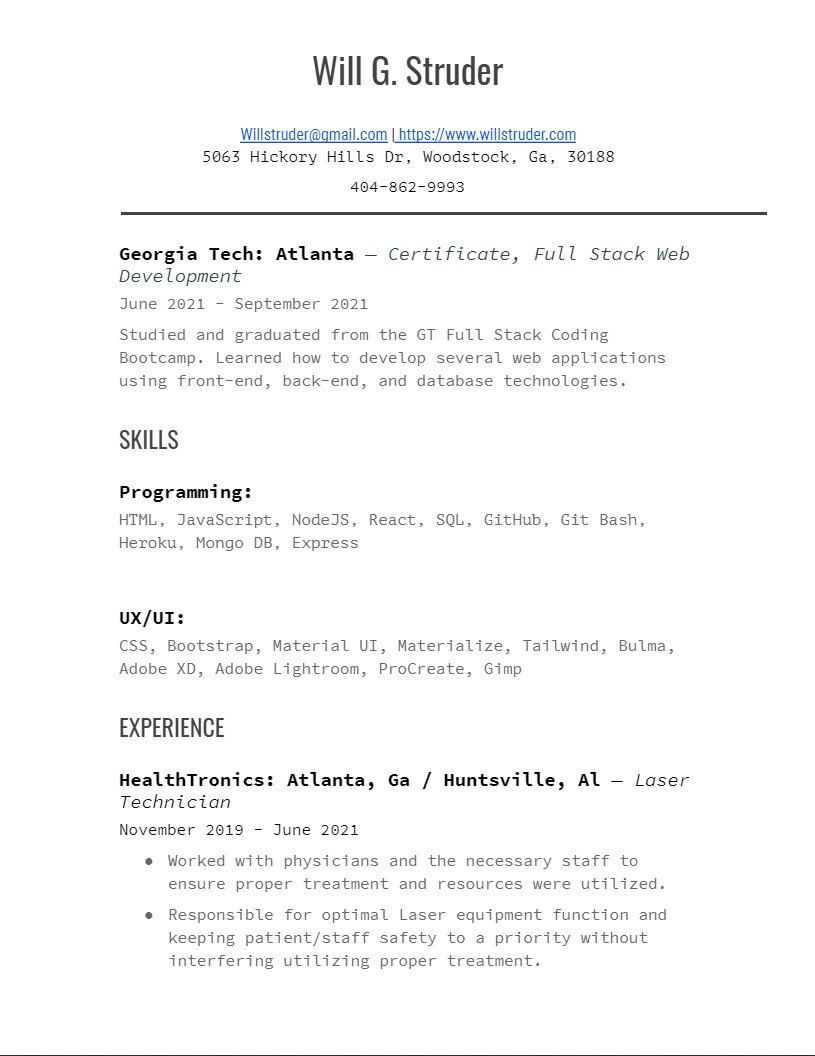 Will G. Struder
Willstruder@gmail.com | https://www.willstruder.com
5063 Hickory Hills Dr, Woodstock, Ga, 30188
404-862-9993
Georgia Tech: Atlanta — Certificate, Full Stack Web
Development
June 2021 - September 2021
Studied and graduated from the GT Full Stack Coding
Bootcamp. Learned how to develop several web applications
using front-end, back-end, and database technologies.
SKILLS
Programming:
HTML, JavaScript, NodeJS, React, SQL, GitHub, Git Bash,
Heroku, Mongo DB, Express
UX/UI:
CSS, Bootstrap, Material UI, Materialize, Tailwind, Bulma,
Adobe XD, Adobe Lightroom, ProCreate, Gimp
EXPERIENCE
HealthTronics: Atlanta, Ga / Huntsville, Al — Laser
Technician
November 2019 - June 2021
● Worked with physicians and the necessary staff to
ensure proper treatment and resources were utilized.
● Responsible for optimal Laser equipment function and
keeping patient/staff safety to a priority without
interfering utilizing proper treatment.